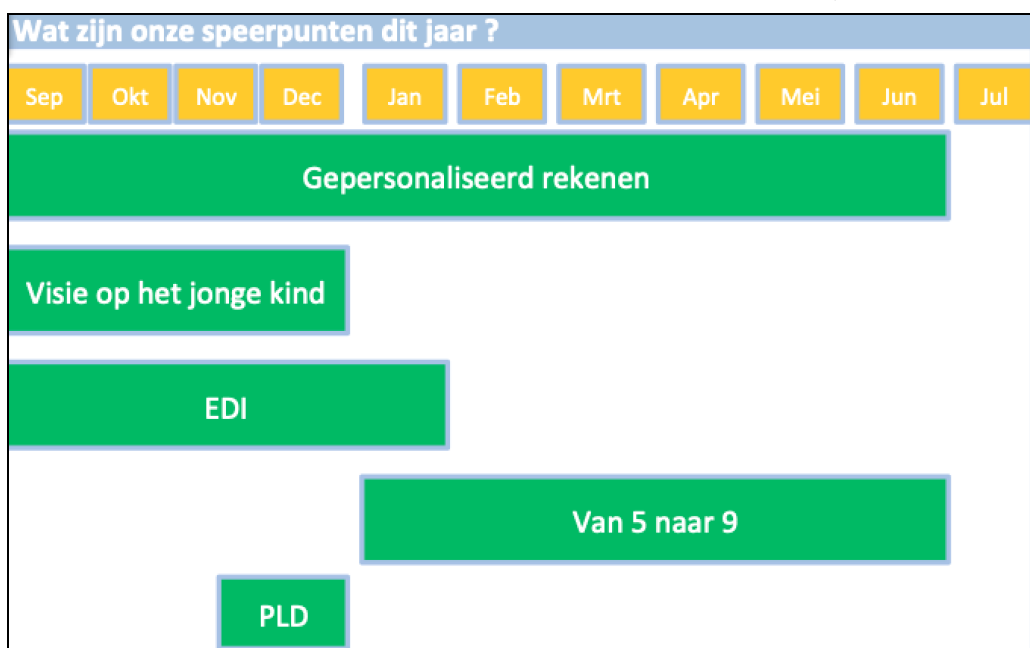 Wat zijn onze speerpunten dit jaar ?
Sep Okt Nov Dec Jan Feb Mrt Apr Mei Jun Jul
Gepersonaliseerd rekenen
Visie op het jonge kind
EDI
Van 5 naar 9
PLD